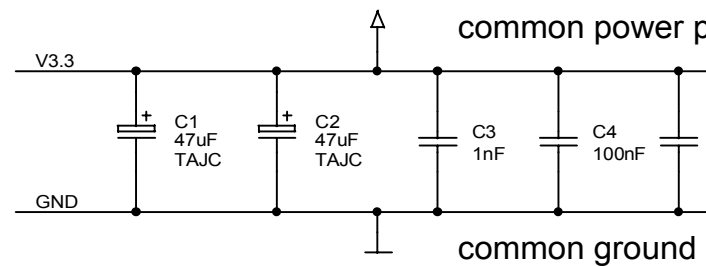 common power p
V3.3
+
C1
47uF
TAJC
+
C2
47uF
TAJC
C3
1nF
C4
100nF
GND
common ground